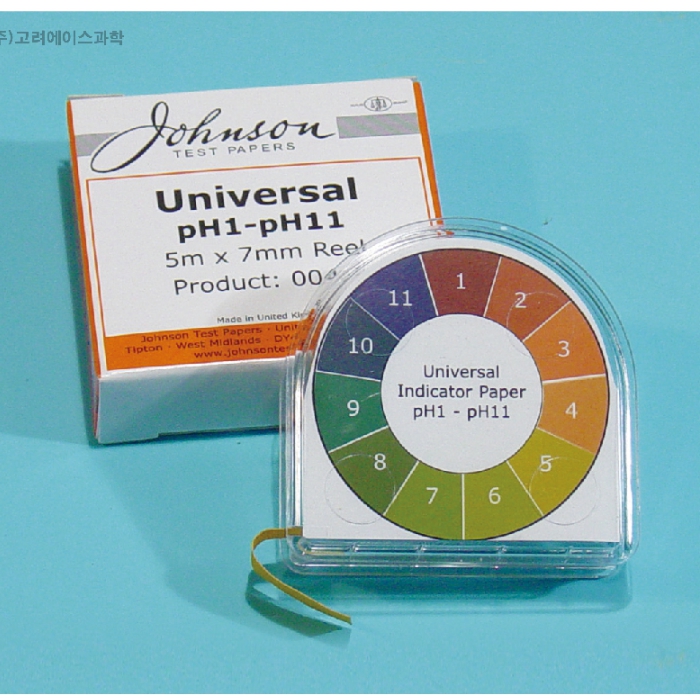 주)고려에이스과학
Johnson
TEST PAPERS
Universal
pH1-pH11
5m x 7mm Reel
Product:
Made in United
Johnson Test Papers
Tipton - West Midlands
11 1 2
10 3
9 4
8 7 6 5
Universal
Indicator Paper
pH1 - pH11